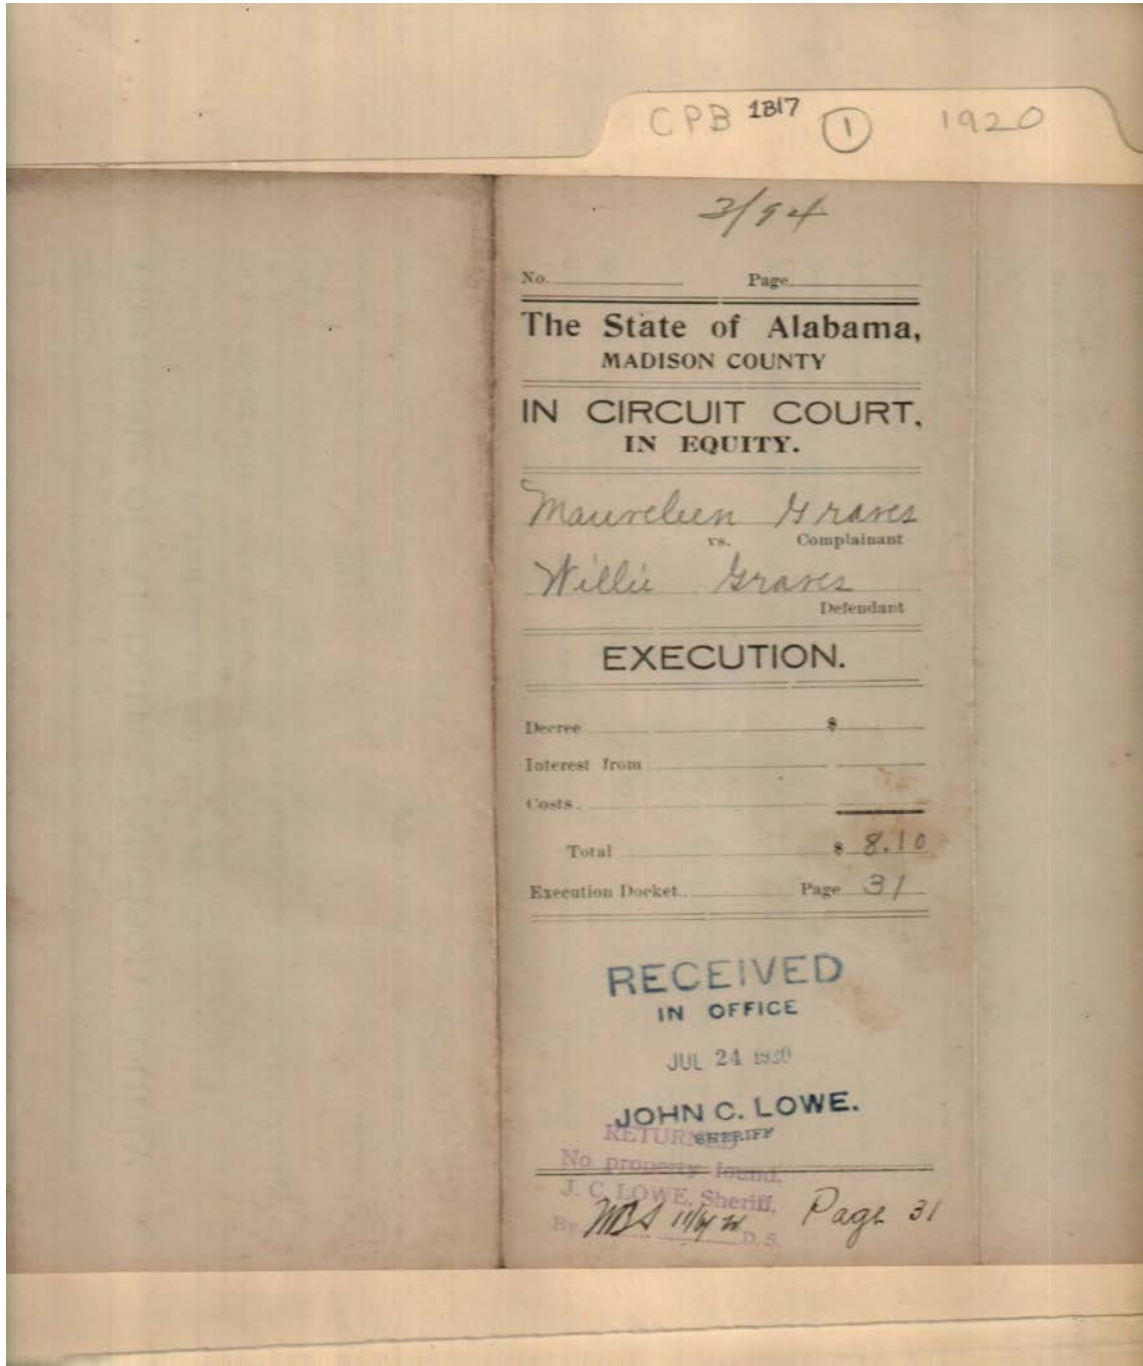 CPB 1B17 1 1920
3/94
No. Page
The State of Alabama,
MADISON COUNTY
IN CIRCUIT COURT,
IN EQUITY.
Maurelien Graves
vs. Complainant
Willie Graves
Defendant
EXECUTION.
Decree $
Interest from
Costs
Total $ 8.10
Execution Docket Page 31
RECEIVED
IN OFFICE
JUL 24 1920
JOHN C. LOWE.
SHERIFF
RETURNED
No property found.
J. C. LOWE, Sheriff,
By D. S.
Page 31